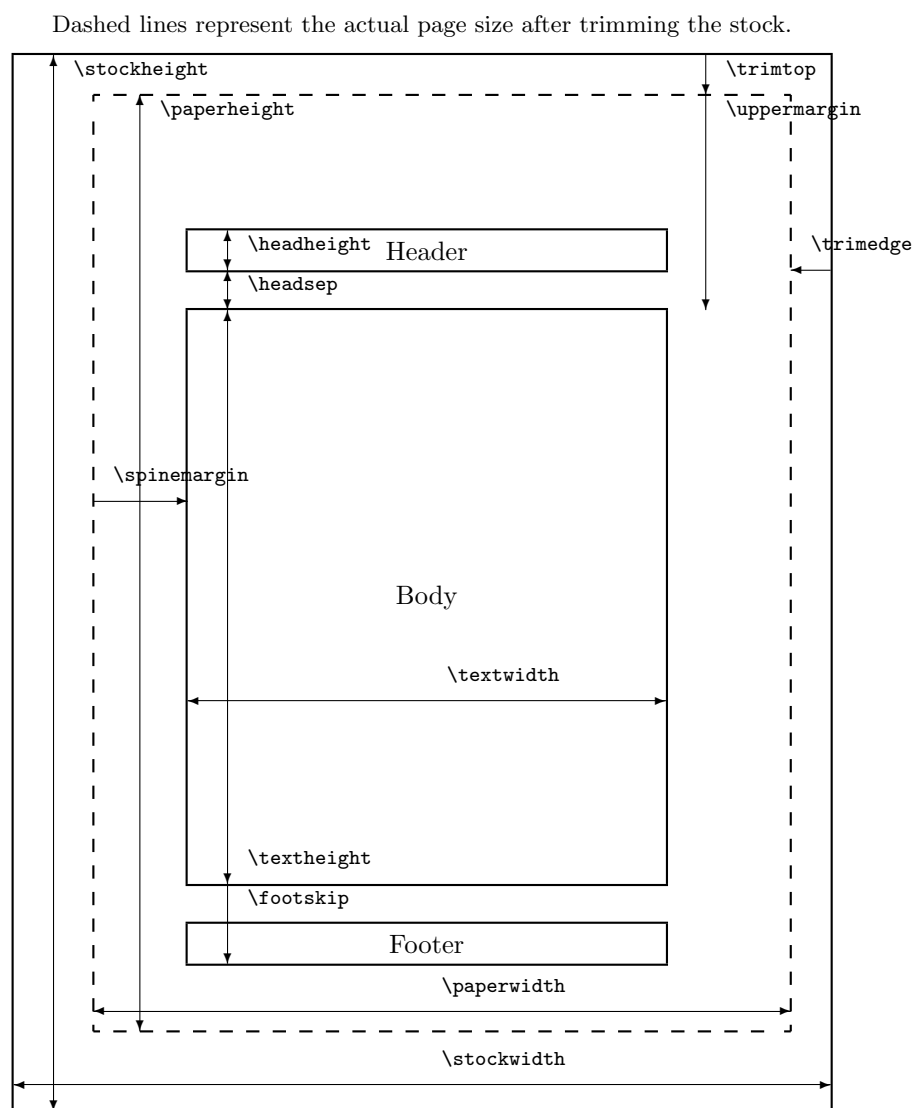 Dashed lines represent the actual page size after trimming the stock.
\stockheight
\trimtop
\paperheight
\uppermargin
\headheight
Header
\trimedge
\headsep
\spinemargin
Body
\textwidth
\textheight
\footskip
Footer
\paperwidth
\stockwidth